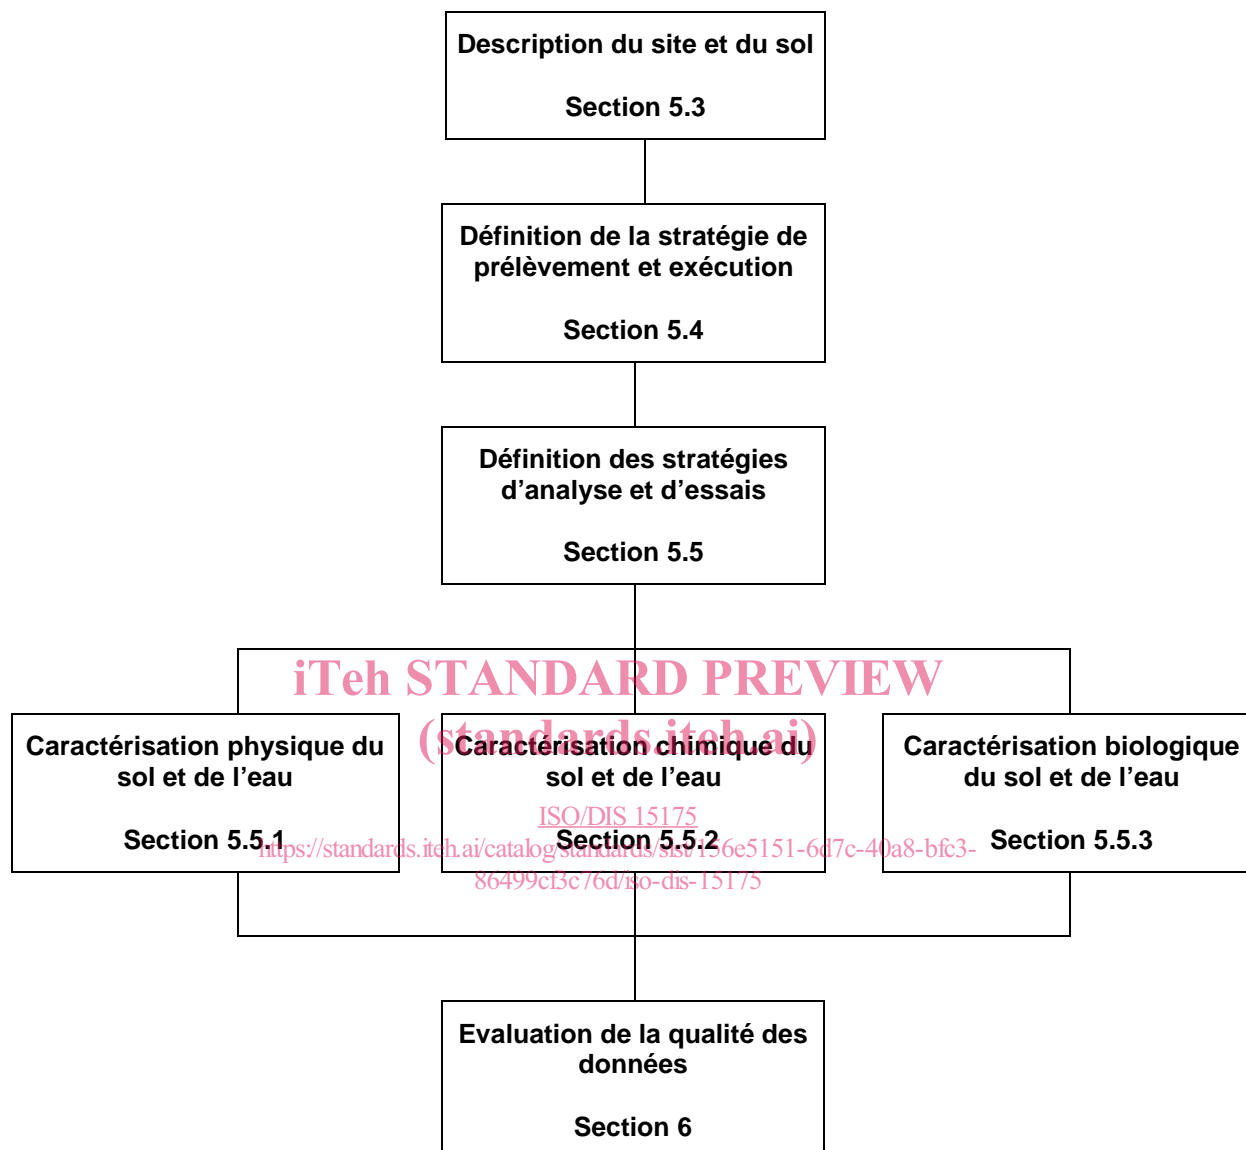 Description du site et du sol
Section 5.3
Définition de la stratégie de
prélèvement et exécution
Section 5.4
Définition des stratégies
d’analyse et d’essais
Section 5.5
iTeh STANDARD PREVIEW
(standards.iteh.ai)
Caractérisation physique du
sol et de l’eau
Section 5.5.1
Caractérisation chimique du
sol et de l’eau
Section 5.5.2
Caractérisation biologique
du sol et de l’eau
Section 5.5.3
ISO/DIS 15175
https://standards.iteh.ai/catalog/standards/sist/156e5151-6d7c-40a8-bfc3-
86499cf3c76d/iso-dis-15175
Evaluation de la qualité des
données
Section 6